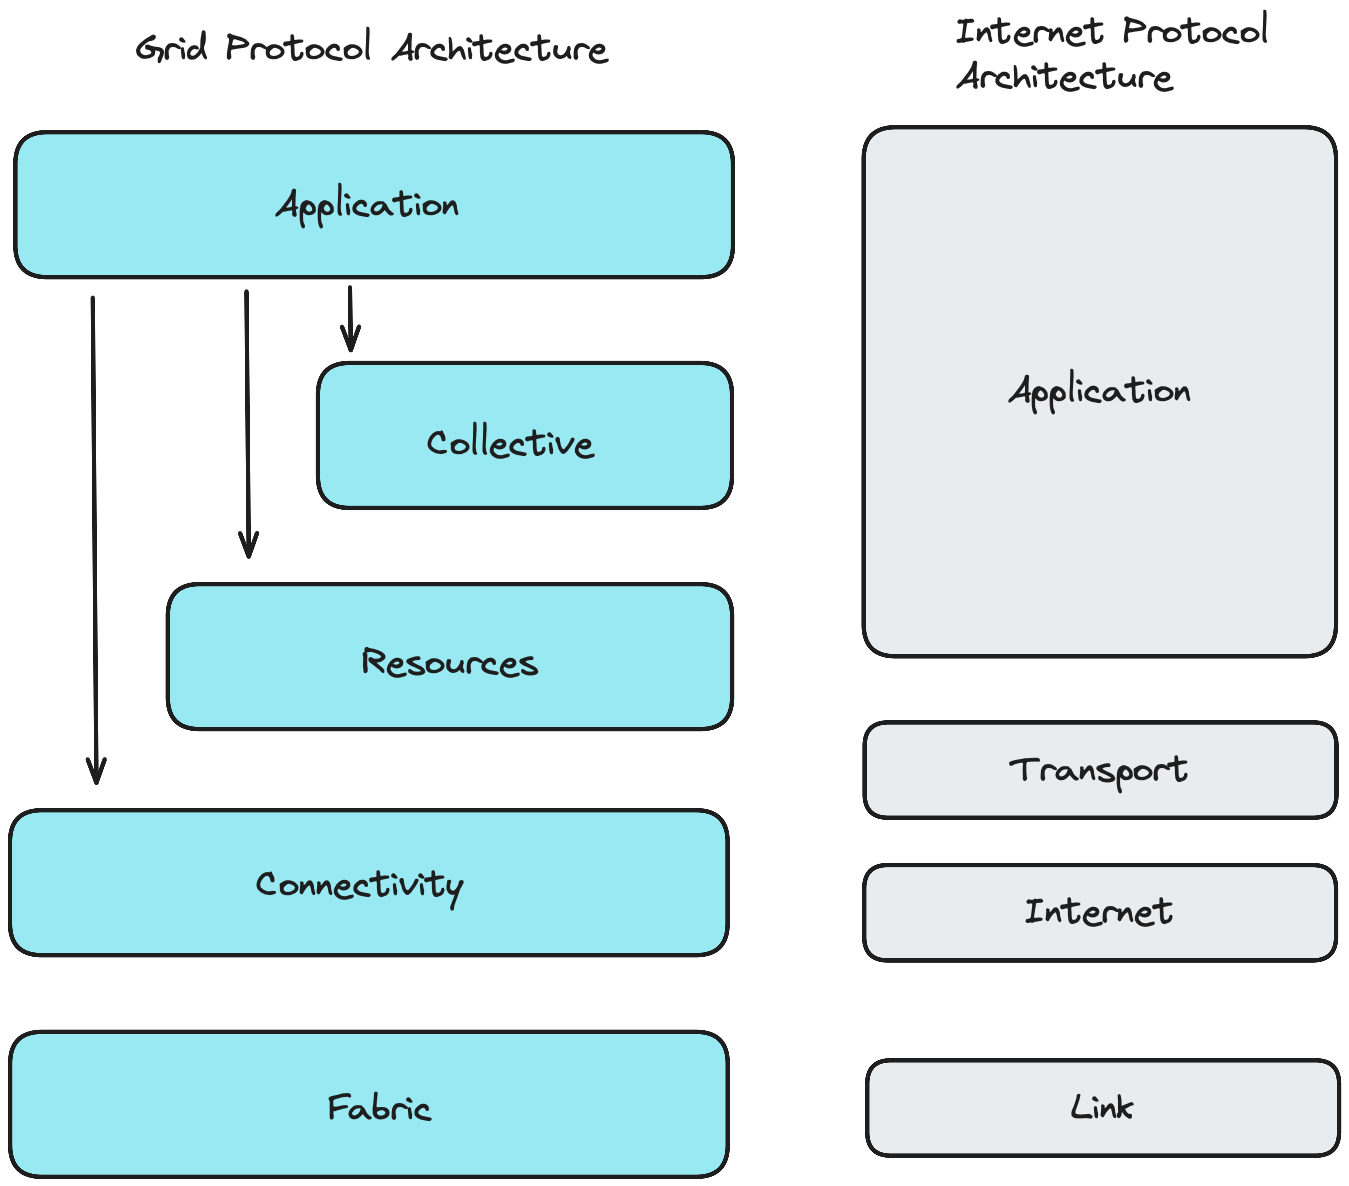 Grid Protocol Architecture
Application
Collective
Resources
Connectivity
Fabric
Internet Protocol
Architecture
Application
Transport
Internet
Link